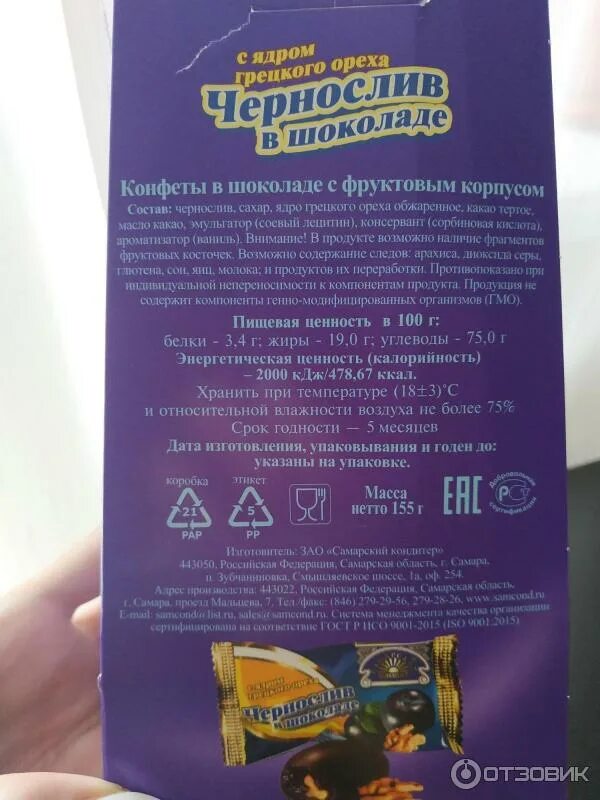 с ядром
грецкого ореха
Чернослив
в шоколаде
Конфеты в шоколаде с фруктовым корпусом
Состав: чернослив, сахар, ядро грецкого ореха обжаренное, какао тертое,
масло какао, эмульгатор (соевый лецитин), консервант (сорбиновая кислота),
ароматизатор (ваниль). Внимание! В продукте возможно наличие фрагментов
фруктовых косточек. Возможно содержание следов: арахиса, диоксида серы,
глютена, сои, яиц, молока; и продуктов их переработки. Противопоказано при
индивидуальной непереносимости к компонентам продукта. Продукция не
содержит компоненты генно-модифицированных организмов (ГМО).
Пищевая ценность в 100 г:
белки - 3,4 г; жиры - 19,0 г; углеводы - 75,0 г
Энергетическая ценность (калорийность)
– 2000 кДж/478,67 ккал.
Хранить при температуре (18±3)°С
и относительной влажности воздуха не более 75%
Срок годности — 5 месяцев
Дата изготовления, упаковывания и годен до:
указаны на упаковке.
коробка
21
PAP
этикет
5
PP
Масса
нетто 155 г
EAC
Добровольная
РСТ
сертификация
Изготовитель: ЗАО «Самарский кондитер»
443050, Российская Федерация, Самарская область, г. Самара,
п. Зубчаниновка, Смышляевское шоссе, 1а, оф. 254.
Адрес производства: 443022, Российская Федерация, Самарская область,
г. Самара, проезд Мальцева, 7, Тел./факс: (846) 279-29-56, 279-28-26, www.samcond.ru
E-mail: samcond@list.ru, sales@samcond.ru. Система менеджмента качества организации
сертифицирована на соответствие ГОСТ Р ИСО 9001-2015 (ISO 9001:2015)
с ядром
грецкого ореха
Чернослив
в шоколаде
ОТЗОВИК